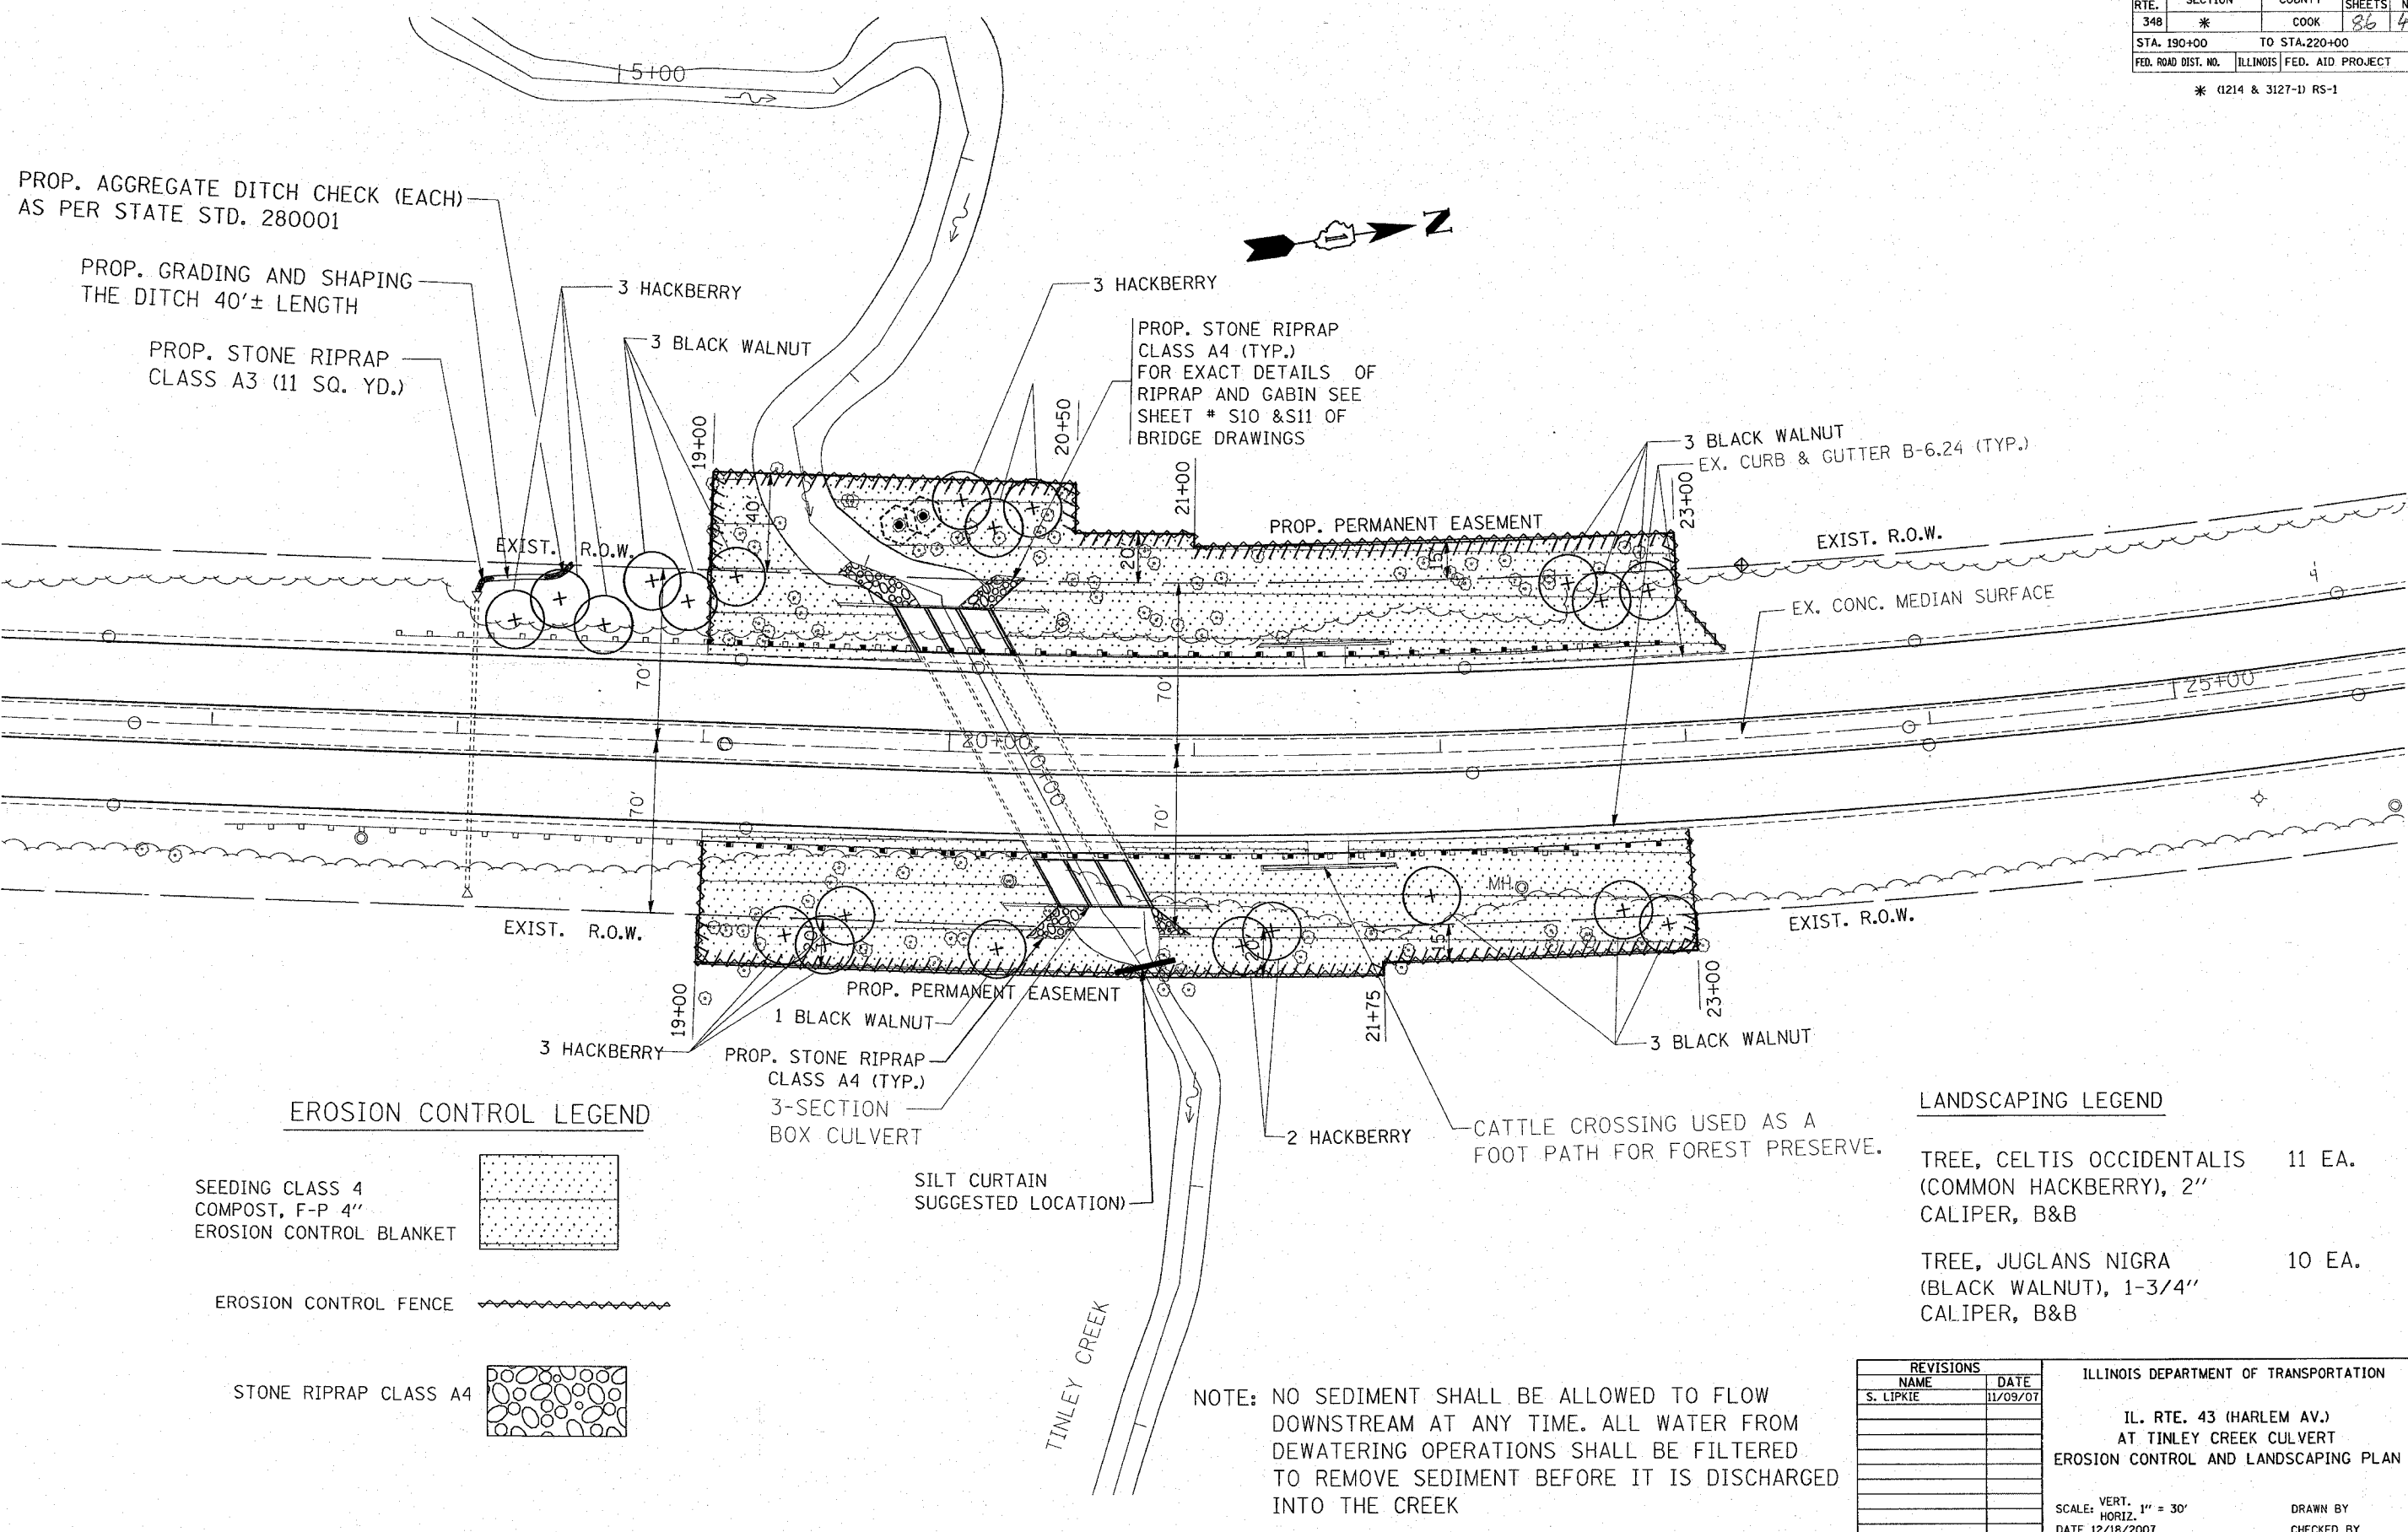 RTE. SECTION COUNTY SHEETS
348 * COOK 86 4
STA. 190+00 TO STA.220+00
FED. ROAD DIST. NO. ILLINOIS FED. AID PROJECT
* (1214 & 3127-1) RS-1
15+00
PROP. AGGREGATE DITCH CHECK (EACH)
AS PER STATE STD. 280001
PROP. GRADING AND SHAPING
THE DITCH 40'± LENGTH
PROP. STONE RIPRAP
CLASS A3 (11 SQ. YD.)
3 HACKBERRY
3 BLACK WALNUT
N
3 HACKBERRY
PROP. STONE RIPRAP
CLASS A4 (TYP.)
FOR EXACT DETAILS OF
RIPRAP AND GABIN SEE
SHEET # S10 &S11 OF
BRIDGE DRAWINGS
19+00
20+50
21+00
23+00
3 BLACK WALNUT
EX. CURB & GUTTER B-6.24 (TYP.)
PROP. PERMANENT EASEMENT
EXIST. R.O.W.
EXIST. R.O.W.
40'
20'
15'
EX. CONC. MEDIAN SURFACE
70'
70'
20+00
10+00
25+00
70'
70'
MH
EXIST. R.O.W.
EXIST. R.O.W.
15'
PROP. PERMANENT EASEMENT
19+00
21+75
23+00
1 BLACK WALNUT
3 HACKBERRY
PROP. STONE RIPRAP
CLASS A4 (TYP.)
3-SECTION
BOX CULVERT
3 BLACK WALNUT
2 HACKBERRY
CATTLE CROSSING USED AS A
FOOT PATH FOR FOREST PRESERVE.
SILT CURTAIN
SUGGESTED LOCATION)
TINLEY CREEK
EROSION CONTROL LEGEND
SEEDING CLASS 4
COMPOST, F-P 4''
EROSION CONTROL BLANKET
EROSION CONTROL FENCE
STONE RIPRAP CLASS A4
LANDSCAPING LEGEND
TREE, CELTIS OCCIDENTALIS 11 EA.
(COMMON HACKBERRY), 2''
CALIPER, B&B
TREE, JUGLANS NIGRA 10 EA.
(BLACK WALNUT), 1-3/4''
CALIPER, B&B
NOTE: NO SEDIMENT SHALL BE ALLOWED TO FLOW
DOWNSTREAM AT ANY TIME. ALL WATER FROM
DEWATERING OPERATIONS SHALL BE FILTERED
TO REMOVE SEDIMENT BEFORE IT IS DISCHARGED
INTO THE CREEK
REVISIONS
NAME DATE
S. LIPKIE 11/09/07
ILLINOIS DEPARTMENT OF TRANSPORTATION
IL. RTE. 43 (HARLEM AV.)
AT TINLEY CREEK CULVERT
EROSION CONTROL AND LANDSCAPING PLAN
SCALE: VERT. HORIZ. 1'' = 30'
DRAWN BY
DATE 12/18/2007
CHECKED BY